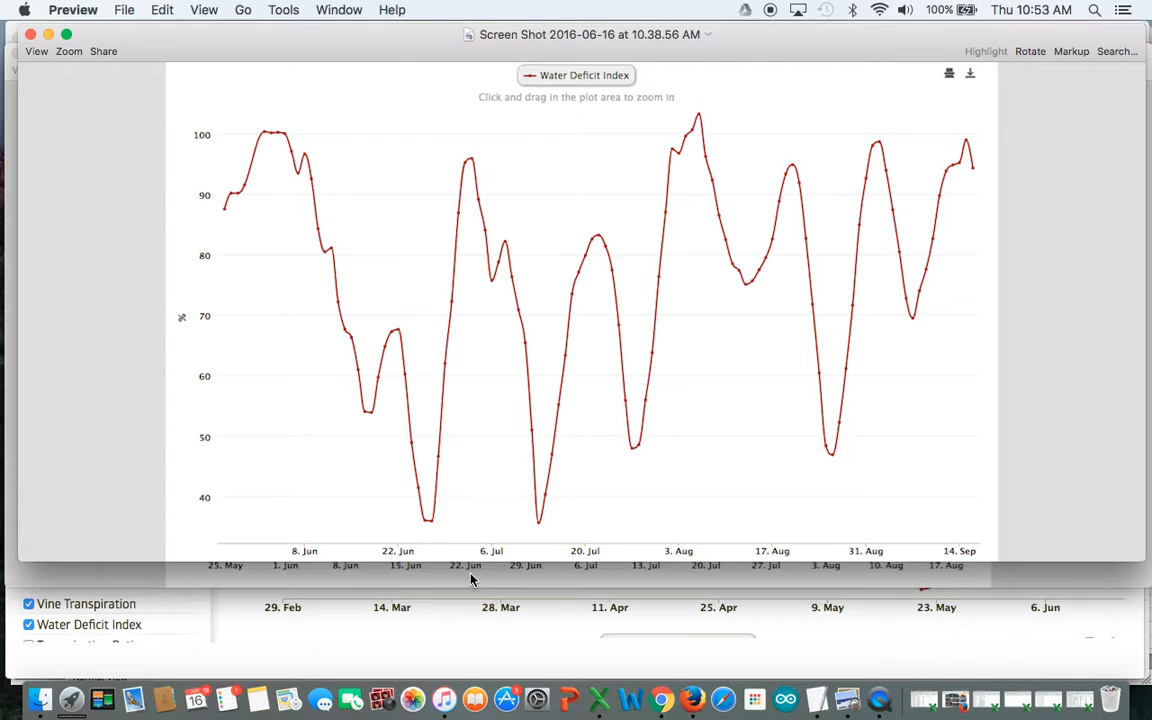 Preview File Edit View Go Tools Window Help 100% Thu 10:53 AM
Screen Shot 2016-06-16 at 10.38.56 AM
View Zoom Share Highlight Rotate Markup Search...
Water Deficit Index
Click and drag in the plot area to zoom in
100
90
80
70
%
60
50
40
8. Jun 22. Jun 6. Jul 20. Jul 3. Aug 17. Aug 31. Aug 14. Sep
25. May 1. Jun 8. Jun 15. Jun 22. Jun 29. Jun 6. Jul 13. Jul 20. Jul 27. Jul 3. Aug 10. Aug 17. Aug
Vine Transpiration
29. Feb 14. Mar 28. Mar 11. Apr 25. Apr 9. May 23. May 6. Jun
Water Deficit Index